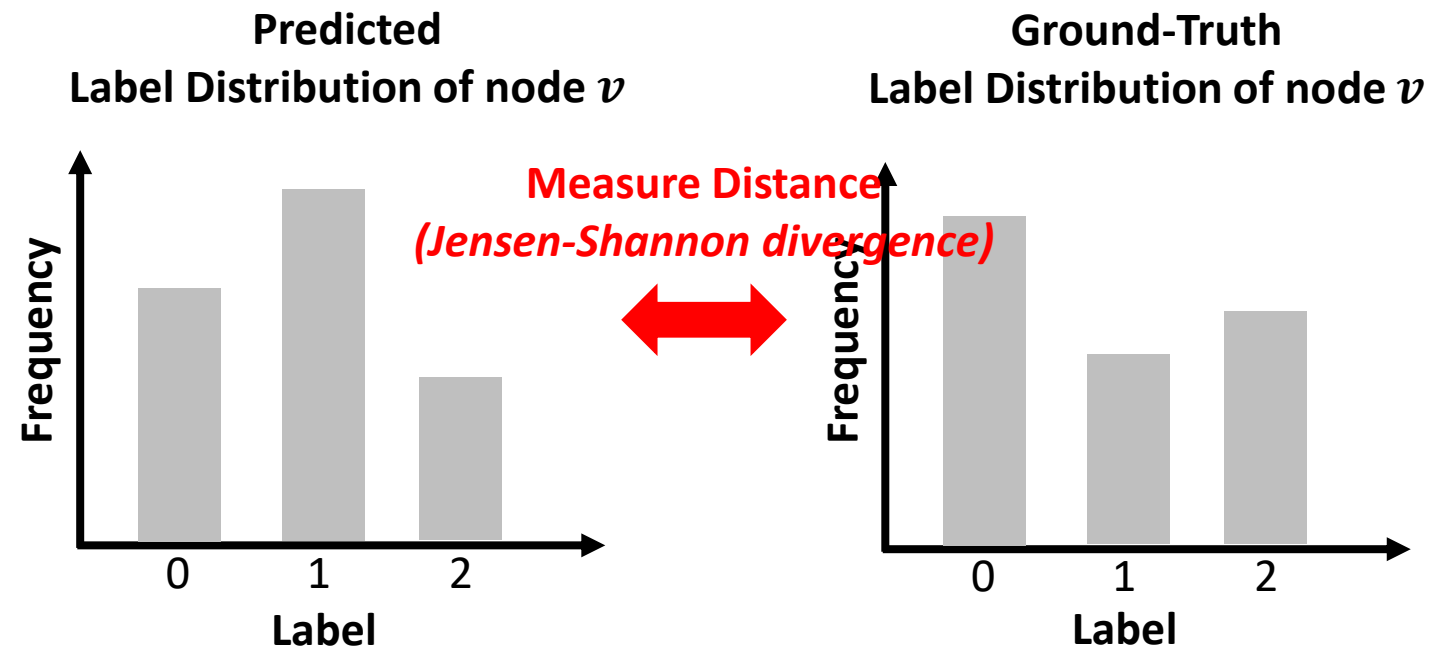 Predicted
Label Distribution of node 𝒗
Frequency
0 1 2
Label
Measure Distance
(Jensen-Shannon divergence)
Ground-Truth
Label Distribution of node 𝒗
Frequency
0 1 2
Label